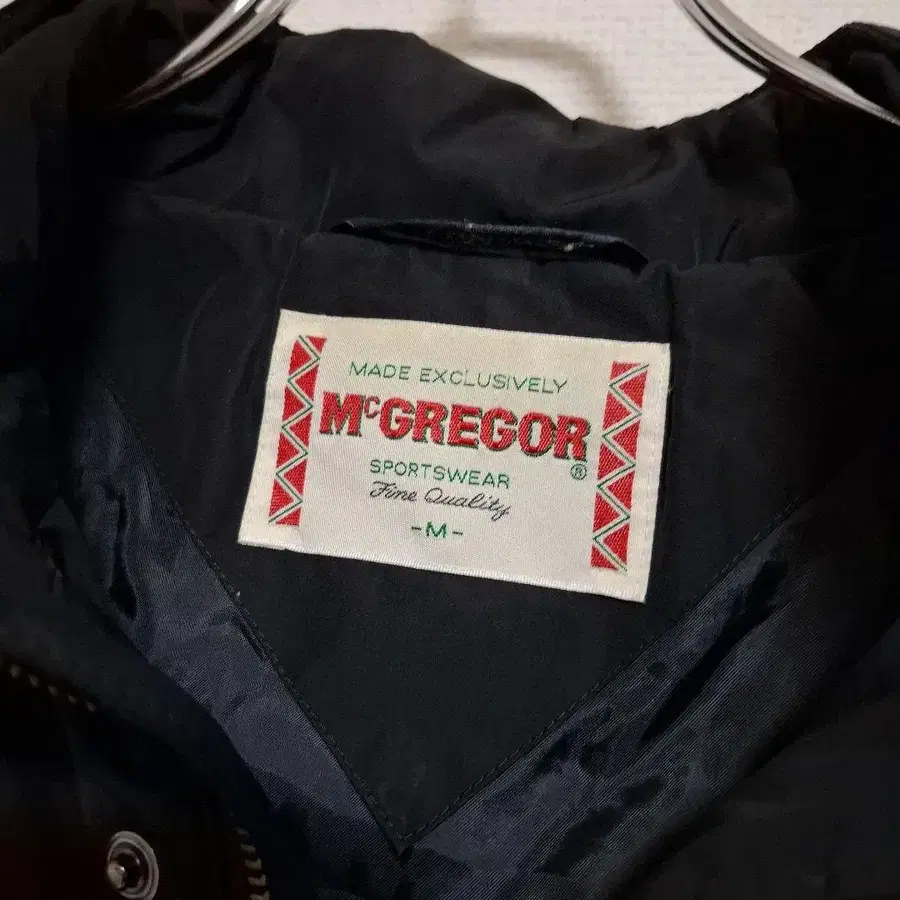 MADE EXCLUSIVELY
McGREGOR®
SPORTSWEAR
Fine Quality
-M-